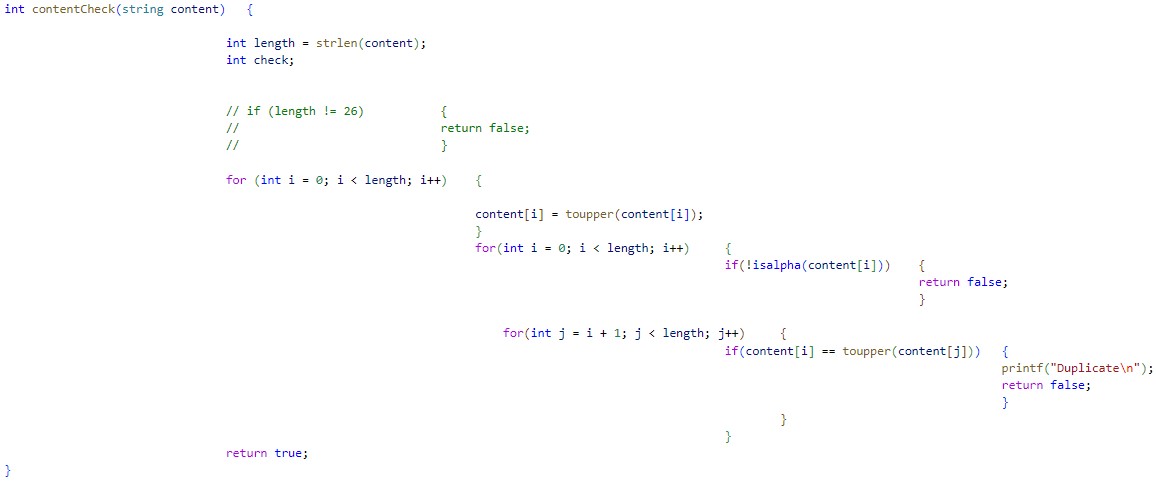 int contentCheck(string content)   {
int length = strlen(content);
int check;
// if (length != 26)           {
//                             return false;
//                             }
for (int i = 0; i < length; i++)    {
content[i] = toupper(content[i]);
}
for(int i = 0; i < length; i++)     {
if(!isalpha(content[i]))    {
return false;
}
for(int j = i + 1; j < length; j++)     {
if(content[i] == toupper(content[j]))   {
printf("Duplicate\n");
return false;
}
}
}
return true;
}